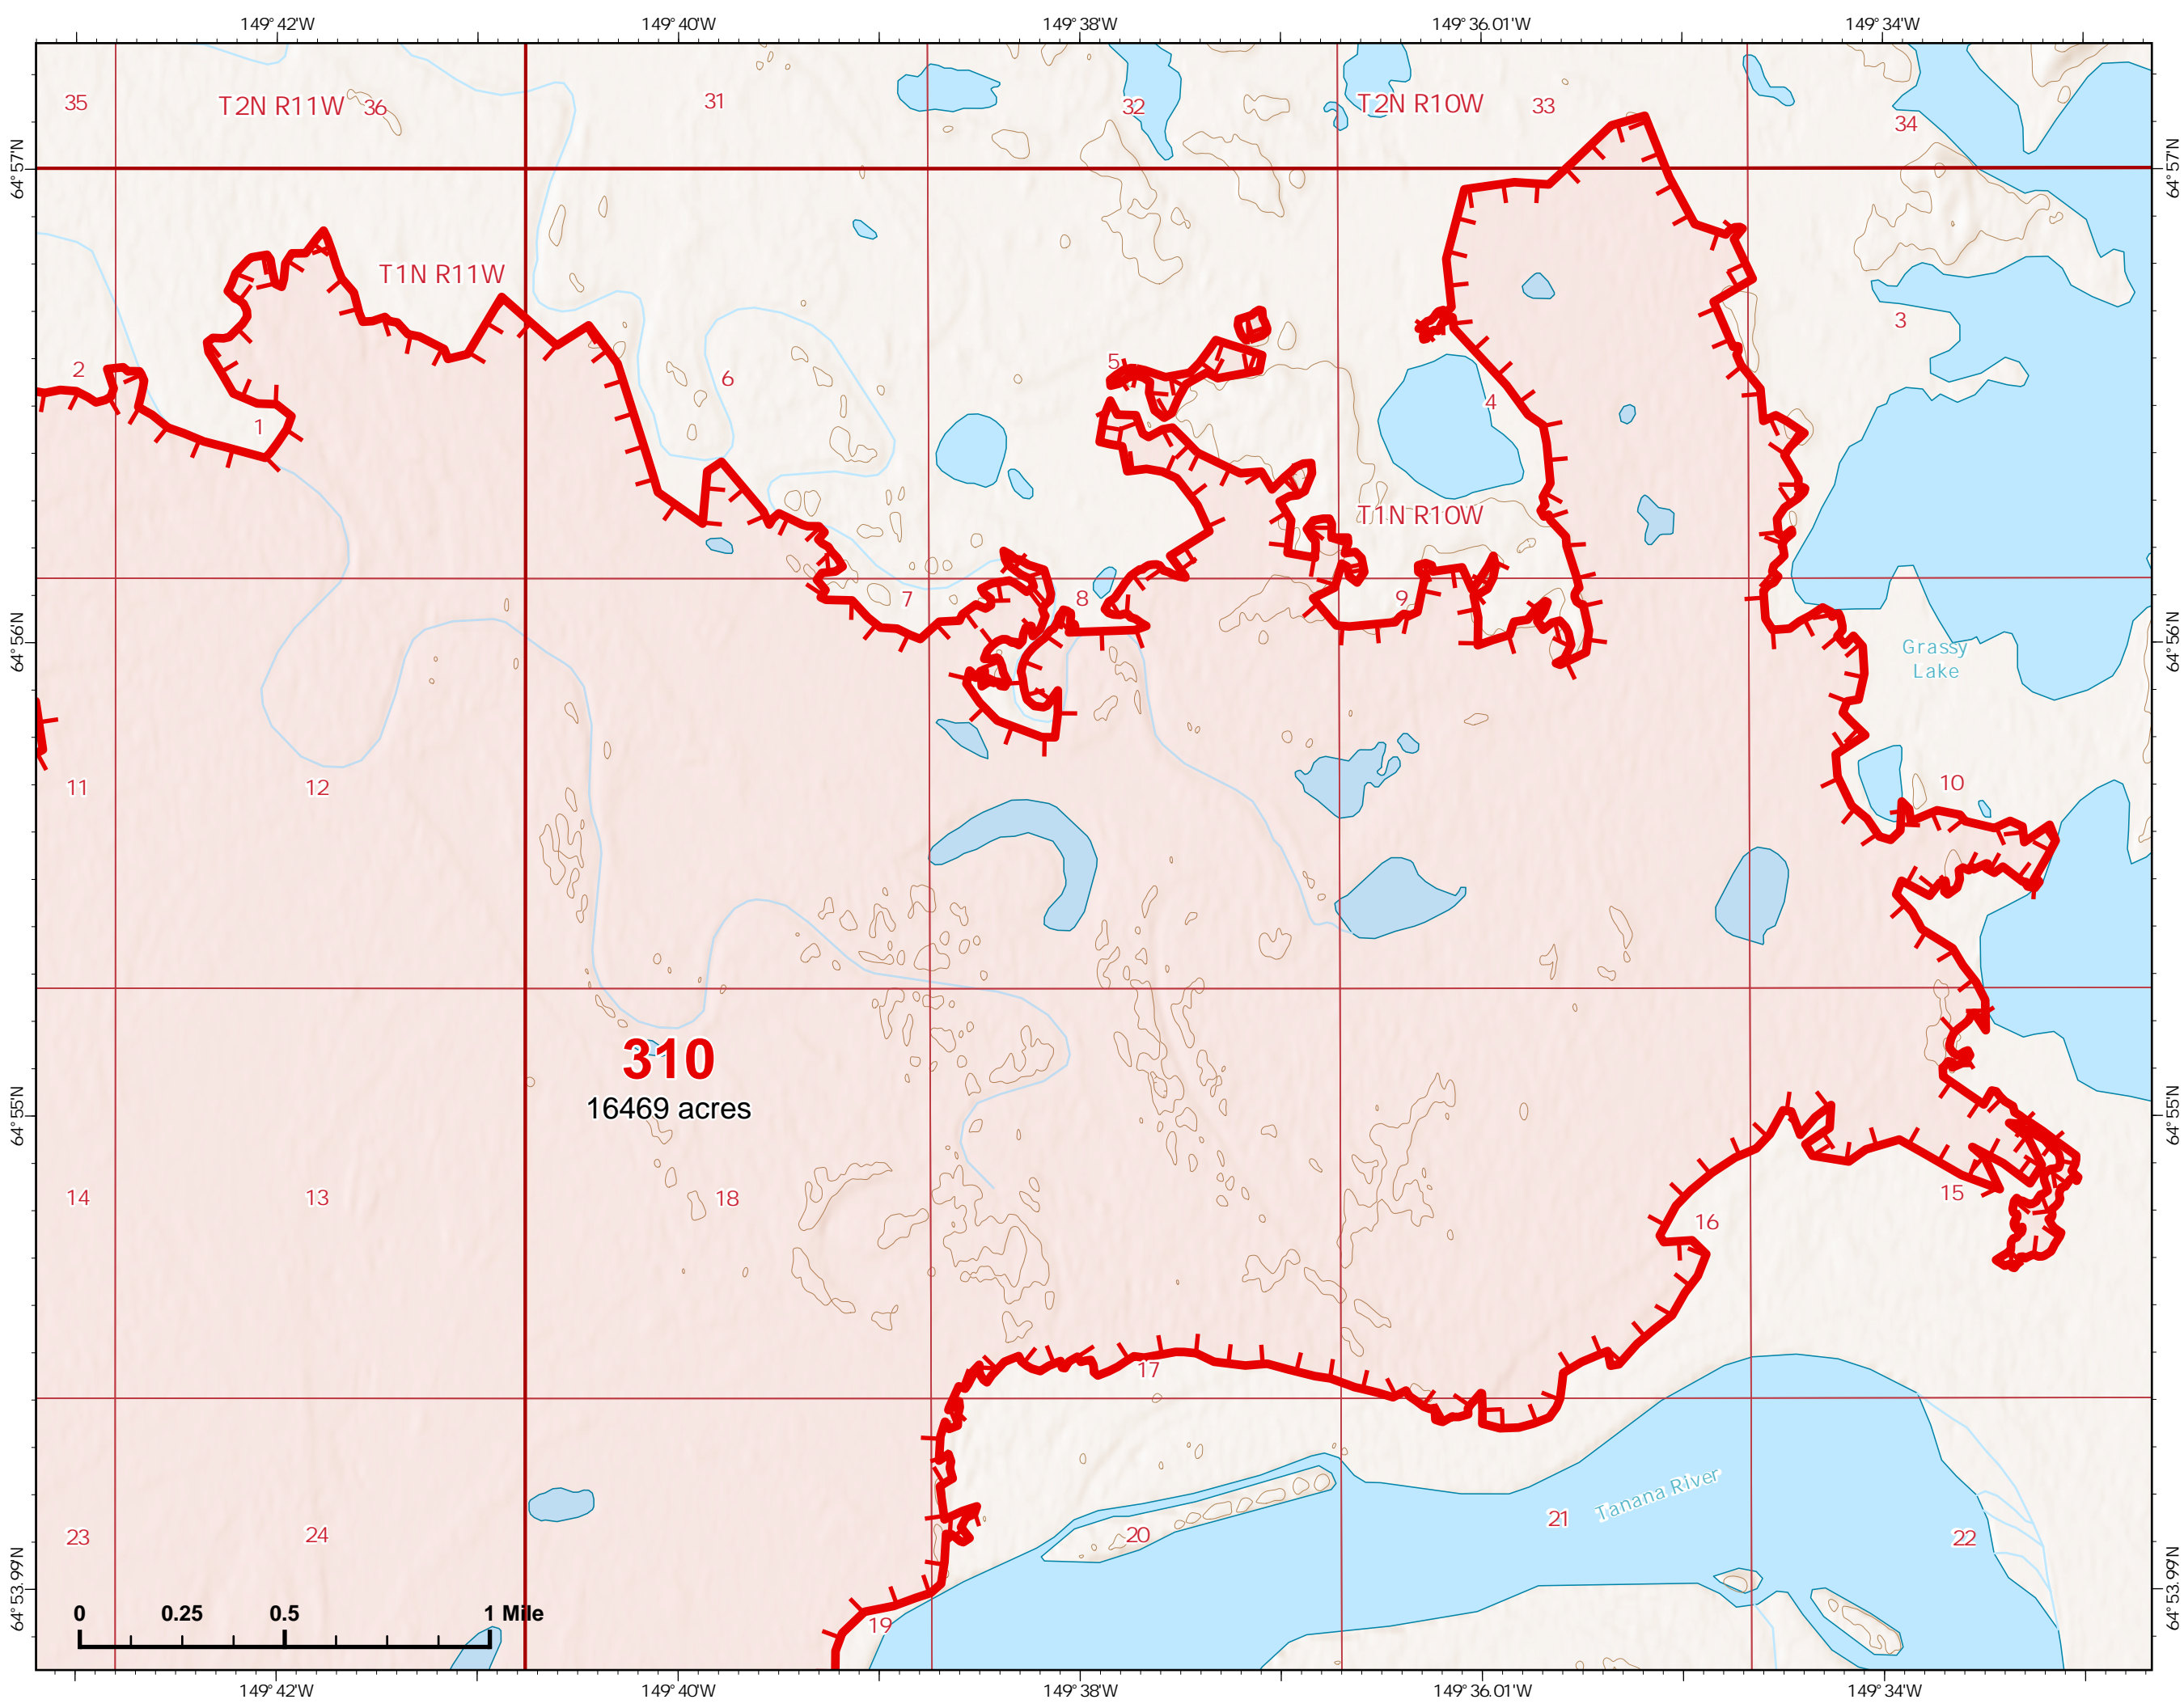 149°42'W 149°40'W 149°38'W 149°36.01'W 149°34'W
35 T2N R11W 36 31 32 T2N R10W 33 34
64°57'N 64°57'N
T1N R11W
3
2 6 5 4
1
T1N R10W
7 8 9
64°56'N 64°56'N
Grassy
Lake
11 12 10
310
16469 acres
64°55'N 64°55'N
14 13 18 15
16
17
Tanana River
23 24 20 21 22
64°53.99'N 64°53.99'N
0 0.25 0.5 1 Mile
19
149°42'W 149°40'W 149°38'W 149°36.01'W 149°34'W